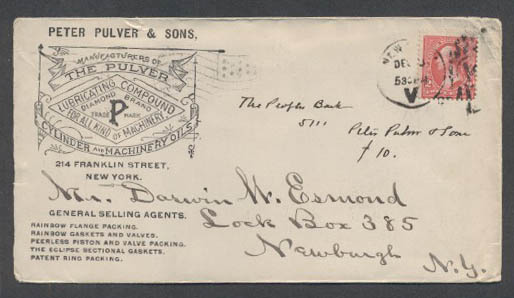 PETER PULVER & SONS,
MANUFACTURERS OF
THE PULVER
LUBRICATING COMPOUND
DIAMOND BRAND
TRADE P MARK
FOR ALL KIND OF MACHINERY
CYLINDER AND MACHINERY OILS
214 FRANKLIN STREET,
NEW YORK.
GENERAL SELLING AGENTS.
RAINBOW FLANGE PACKING.
RAINBOW GASKETS AND VALVES.
PEERLESS PISTON AND VALVE PACKING.
THE ECLIPSE SECTIONAL GASKETS.
PATENT RING PACKING.
NEW
DEC
V
The Peoples Bank
5111
Peter Pulver & Sons
10.
Mr. Darwin W. Esmond
Lock Box 385
Newburgh
N.Y.